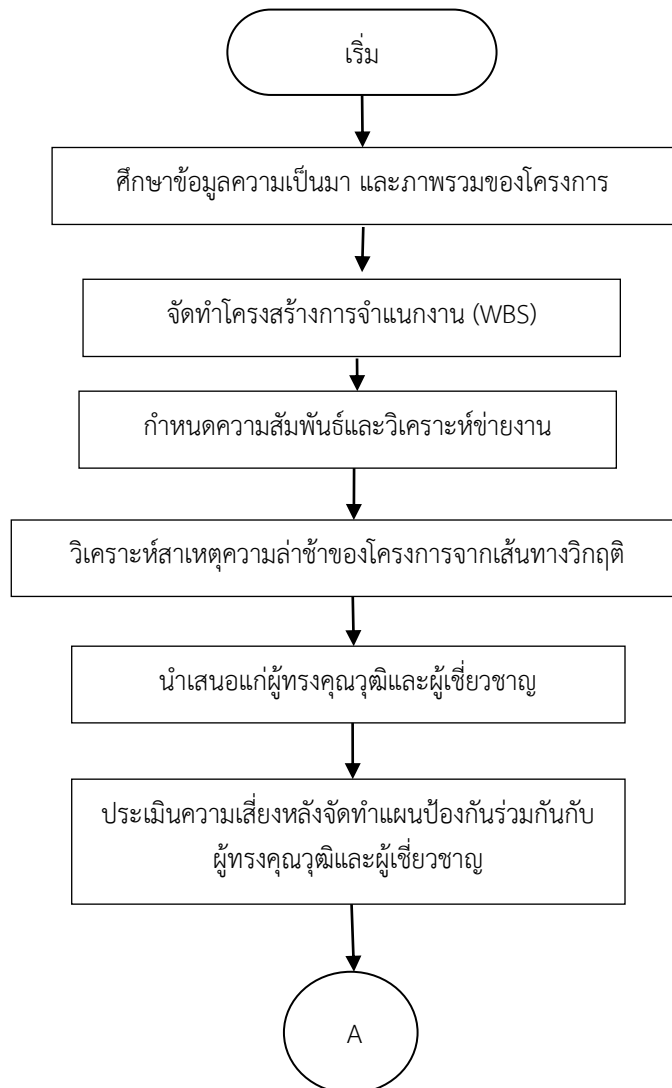 เริ่ม
ศึกษาข้อมูลความเป็นมา และภาพรวมของโครงการ
จัดทำโครงสร้างการจำแนกงาน (WBS)
กำหนดความสัมพันธ์และวิเคราะห์ข่ายงาน
วิเคราะห์สาเหตุความล่าช้าของโครงการจากเส้นทางวิกฤติ
นำเสนอแก่ผู้ทรงคุณวุฒิและผู้เชี่ยวชาญ
ประเมินความเสี่ยงหลังจัดทำแผนป้องกันร่วมกันกับ
ผู้ทรงคุณวุฒิและผู้เชี่ยวชาญ
A